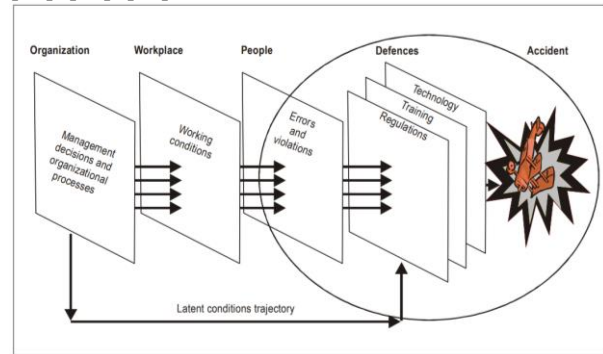 Organization
Workplace
People
Defences
Accident
Management
decisions and
organizational
processes
Working
conditions
Errors
and
violations
Technology
Training
Regulations
Latent conditions trajectory